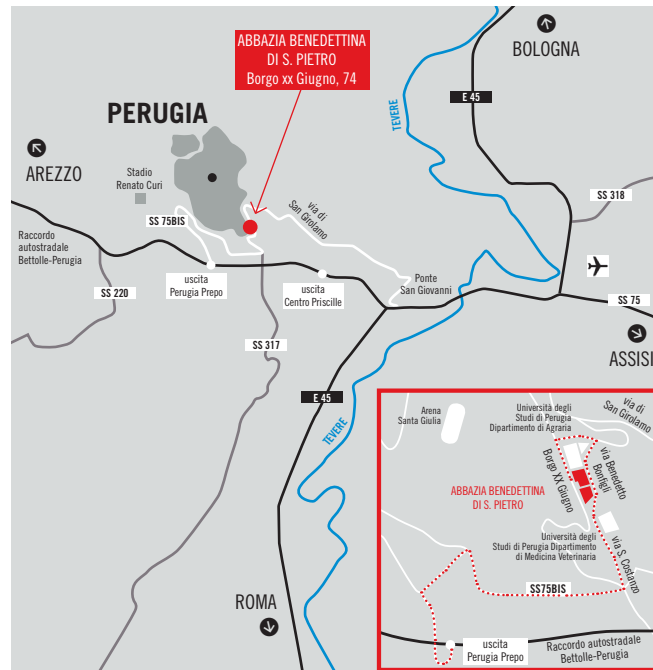 ABBAZIA BENEDETTINA
DI S. PIETRO
Borgo xx Giugno, 74
BOLOGNA
E 45
TEVERE
PERUGIA
AREZZO
Stadio
Renato Curi
SS 75BIS
via di
San Girolamo
SS 318
Raccordo
autostradale
Bettolle-Perugia
uscita
Perugia Prepo
uscita
Centro Priscille
Ponte
San Giovanni
SS 220
SS 75
SS 317
ASSISI
E 45
TEVERE
ROMA
Arena
Santa Giulia
Università degli
Studi di Perugia
Dipartimento di Agraria
via di
San Girolamo
Borgo XX Giugno
via Benedetto
Bonfigli
ABBAZIA BENEDETTINA
DI S. PIETRO
Università degli
Studi di Perugia Dipartimento
di Medicina Veterinaria
via S. Costanzo
SS75BIS
uscita
Perugia Prepo
Raccordo autostradale
Bettolle-Perugia